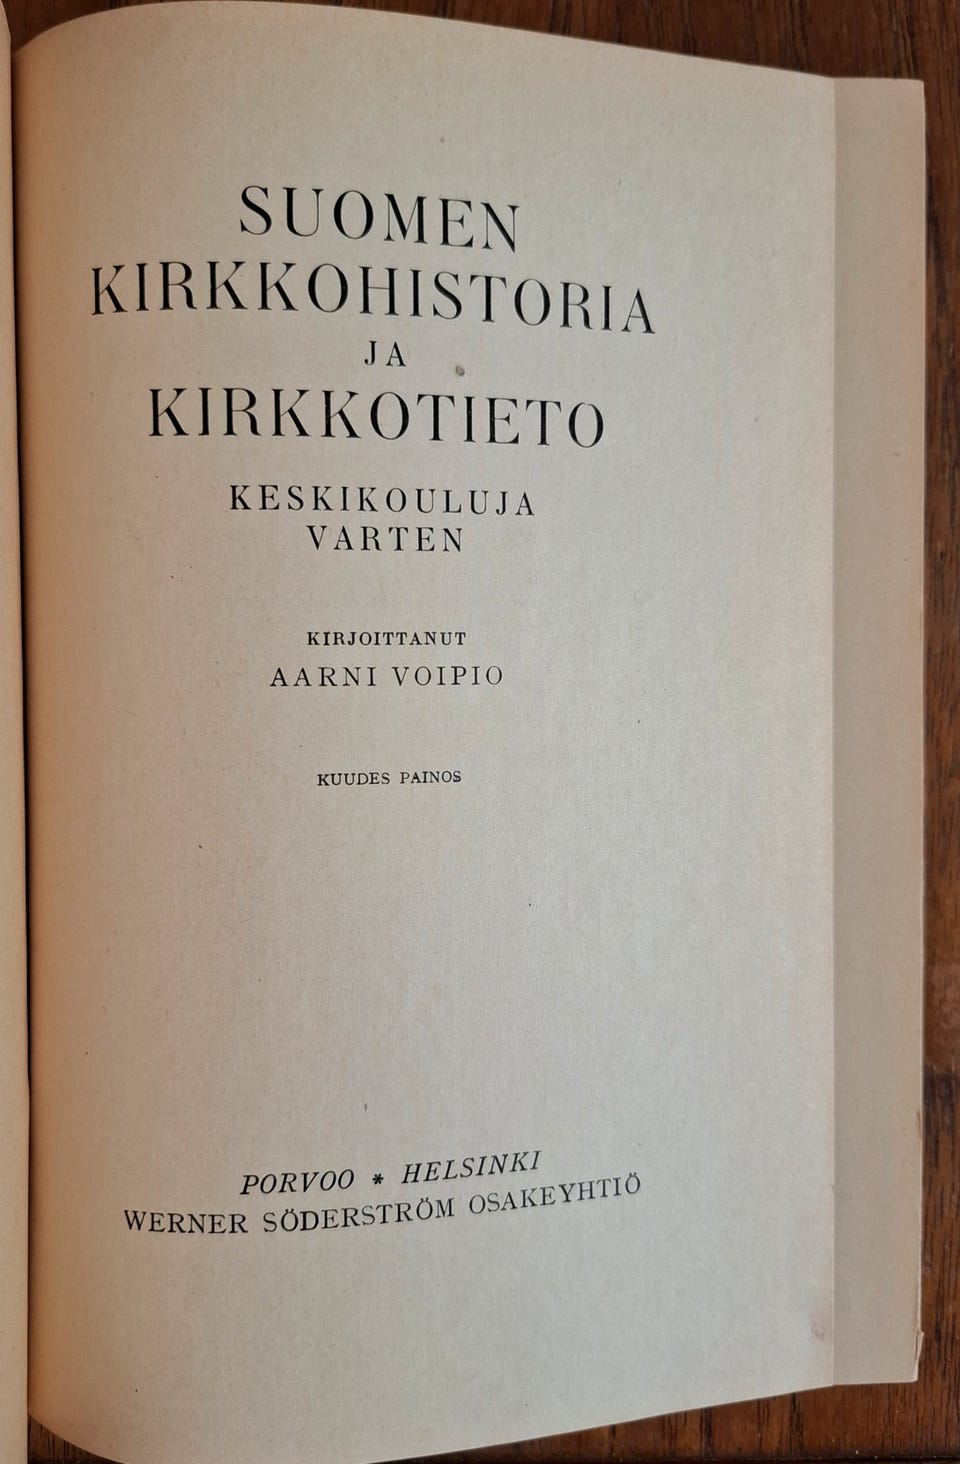 SUOMEN
KIRKKOHISTORIA
JA
KIRKKOTIETO
KESKIKOULUJA
VARTEN
KIRJOITTANUT
AARNI VOIPIO
KUUDES PAINOS
PORVOO * HELSINKI
WERNER SÖDERSTRÖM OSAKEYHTIÖ